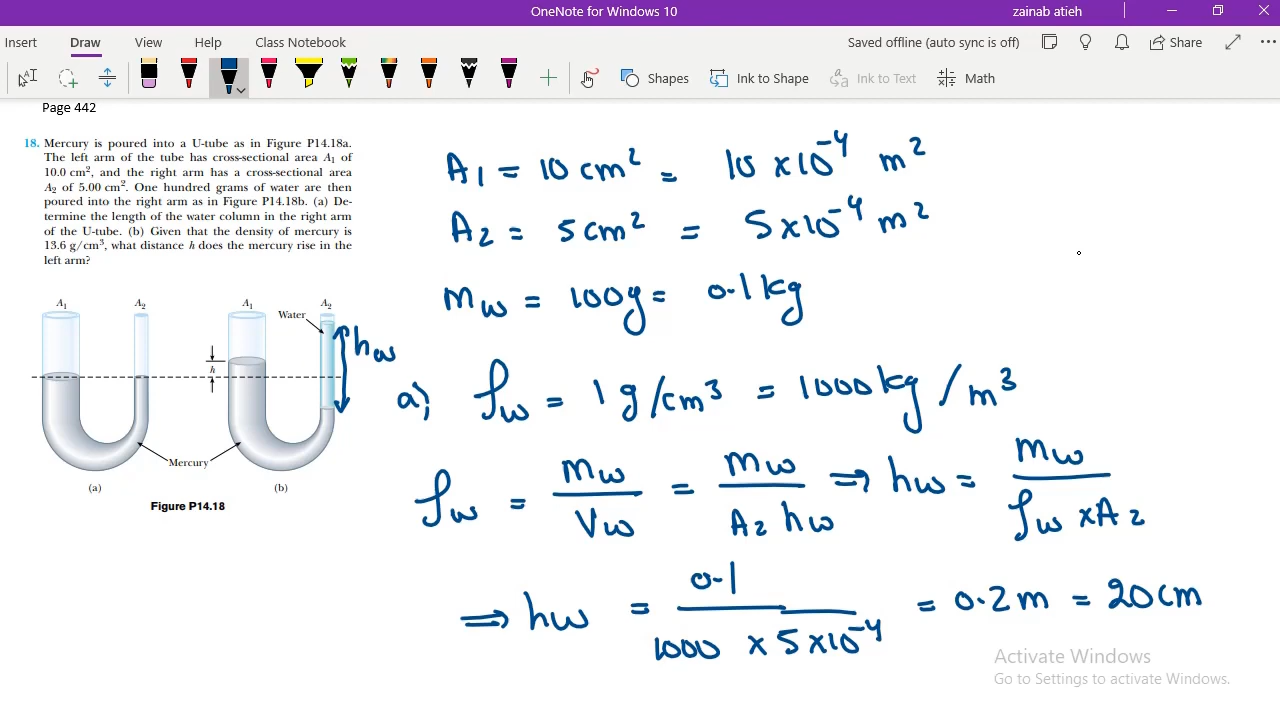 OneNote for Windows 10
zainab atieh
Insert Draw View Help Class Notebook
Saved offline (auto sync is off)
Share
Shapes
Ink to Shape
Ink to Text
Math
Page 442
18. Mercury is poured into a U-tube as in Figure P14.18a.
The left arm of the tube has cross-sectional area A₁ of
10.0 cm², and the right arm has a cross-sectional area
A₂ of 5.00 cm². One hundred grams of water are then
poured into the right arm as in Figure P14.18b. (a) De-
termine the length of the water column in the right arm
of the U-tube. (b) Given that the density of mercury is
13.6 g/cm³, what distance h does the mercury rise in the
left arm?
A₁ A₂ A₁ A₂
Water
h
hw
Mercury
(a) (b)
Figure P14.18
A₁ = 10 cm² = 10 × 10⁻⁴ m²
A₂ = 5 cm² = 5 × 10⁻⁴ m²
mw = 100g = 0.1 kg
a) ρw = 1 g/cm³ = 1000 kg/m³
ρw = mw / Vw = mw / A₂ hw ⟹ hw = mw / ρw × A₂
⟹ hw = 0.1 / 1000 × 5 × 10⁻⁴ = 0.2 m = 20 cm
Activate Windows
Go to Settings to activate Windows.